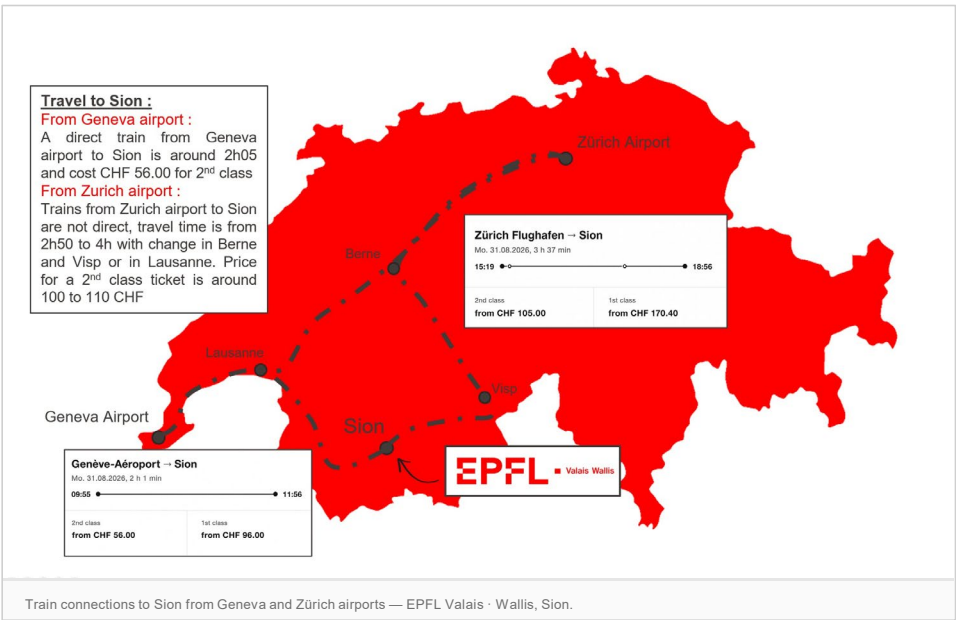 Travel to Sion :
From Geneva airport :
A direct train from Geneva
airport to Sion is around 2h05
and cost CHF 56.00 for 2nd class
From Zurich airport :
Trains from Zurich airport to Sion
are not direct, travel time is from
2h50 to 4h with change in Berne
and Visp or in Lausanne. Price
for a 2nd class ticket is around
100 to 110 CHF
Zürich Airport
Berne
Zürich Flughafen → Sion
Mo. 31.08.2026, 3 h 37 min
15:19 18:56
2nd class 1st class
from CHF 105.00 from CHF 170.40
Lausanne
Visp
Geneva Airport
Sion
Genève-Aéroport → Sion
Mo. 31.08.2026, 2 h 1 min
09:55 11:56
2nd class 1st class
from CHF 56.00 from CHF 96.00
EPFL ▪ Valais Wallis
Train connections to Sion from Geneva and Zürich airports — EPFL Valais · Wallis, Sion.